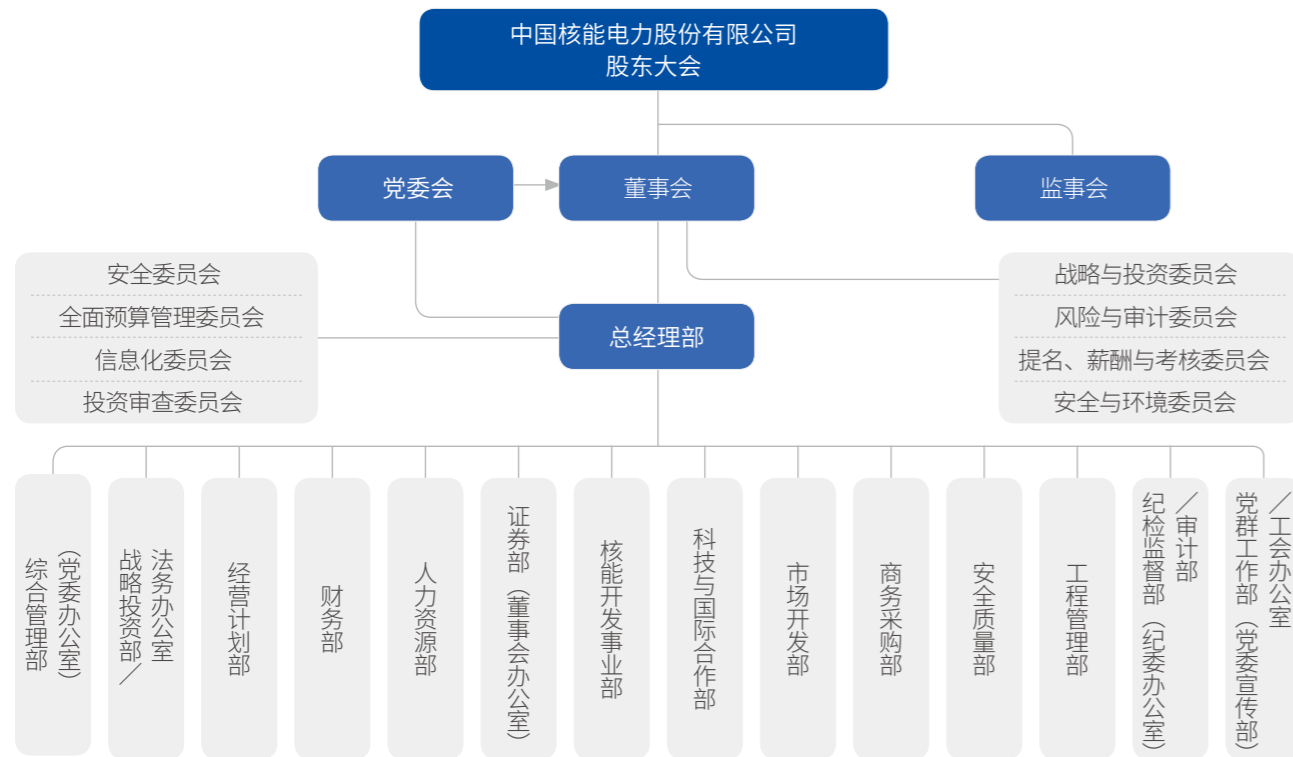 中国核能电力股份有限公司
股东大会
党委会
董事会
监事会
安全委员会
全面预算管理委员会
信息化委员会
投资审查委员会
总经理部
战略与投资委员会
风险与审计委员会
提名、薪酬与考核委员会
安全与环境委员会
综合管理部
（党委办公室）
战略投资部／
法务办公室
经营计划部
财务部
人力资源部
证券部（董事会办公室）
核能开发事业部
科技与国际合作部
市场开发部
商务采购部
安全质量部
工程管理部
纪检监督部（纪委办公室）
／审计部
党群工作部（党委宣传部）
／工会办公室